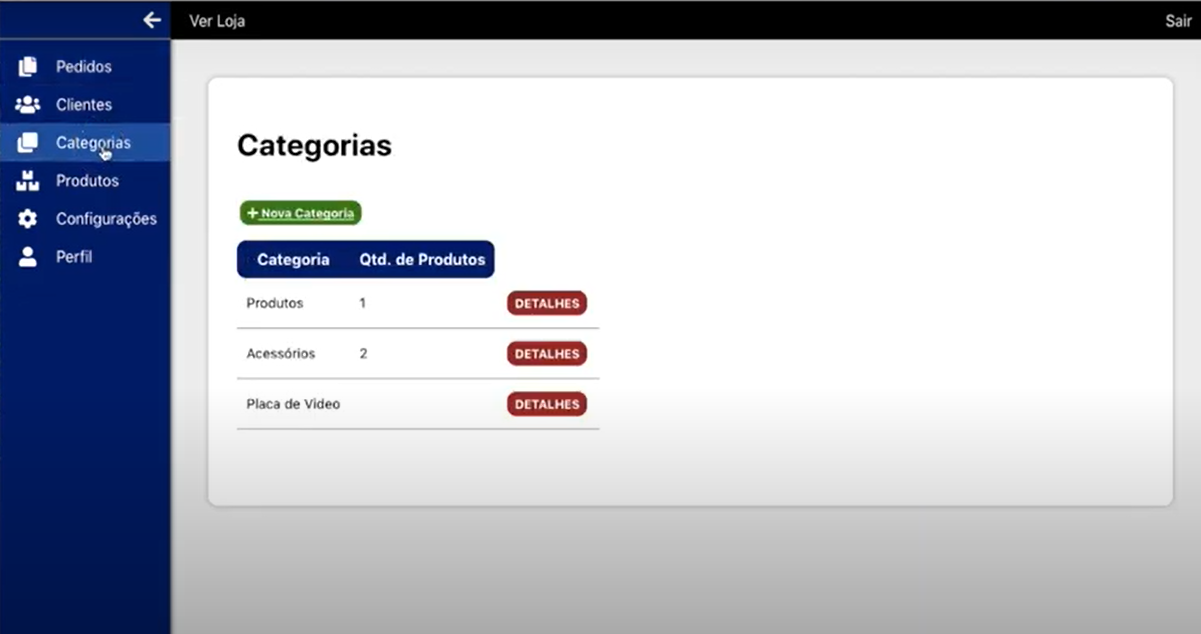 Ver Loja
Sair
Pedidos
Clientes
Categorias
Produtos
Configurações
Perfil
Categorias
+ Nova Categoria
Categoria Qtd. de Produtos
Produtos 1 DETALHES
Acessórios 2 DETALHES
Placa de Video DETALHES